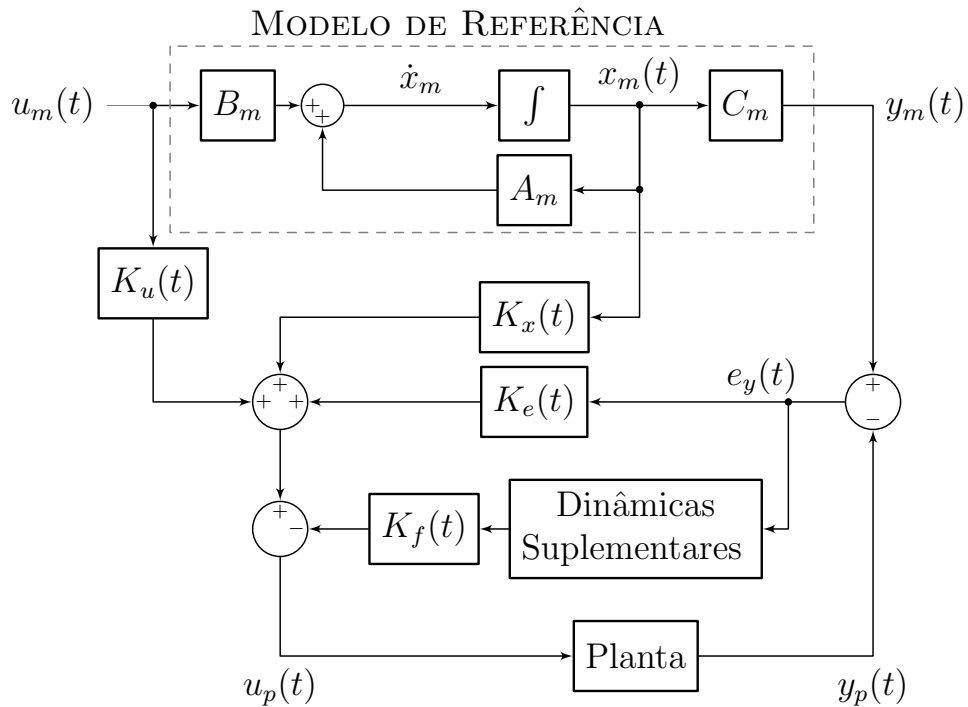 MODELO DE REFERÊNCIA
u_m(t)
B_m
+
+
ẋ_m
∫
x_m(t)
C_m
y_m(t)
A_m
K_u(t)
K_x(t)
+
+
+
K_e(t)
e_y(t)
+
−
+
−
K_f(t)
Dinâmicas
Suplementares
Planta
u_p(t)
y_p(t)